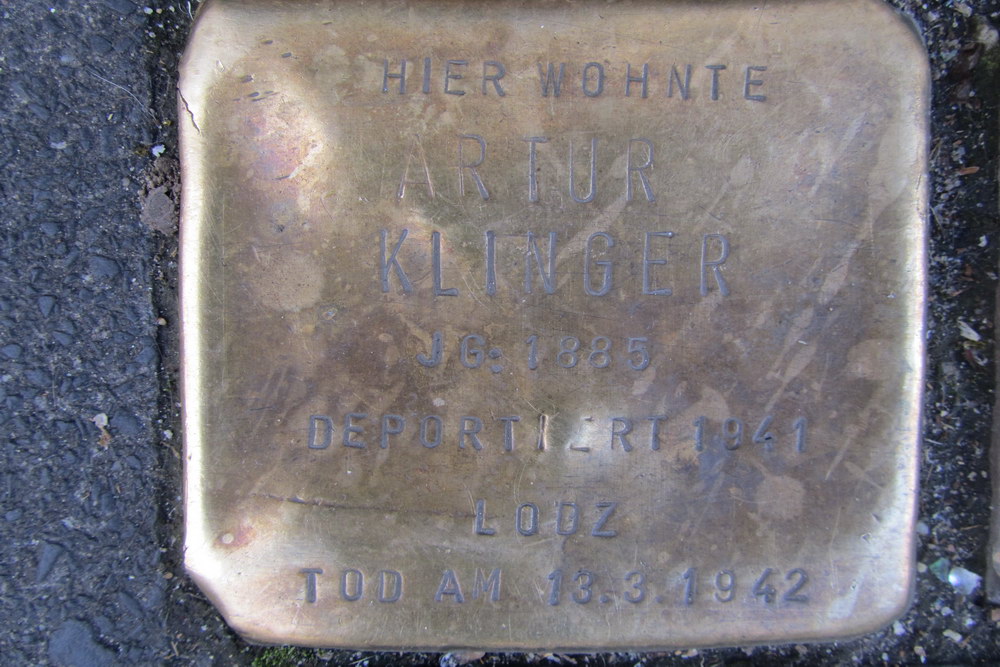 HIER WOHNTE
ARTUR
KLINGER
JG. 1885
DEPORTIERT 1941
LODZ
TOD AM 13.3.1942